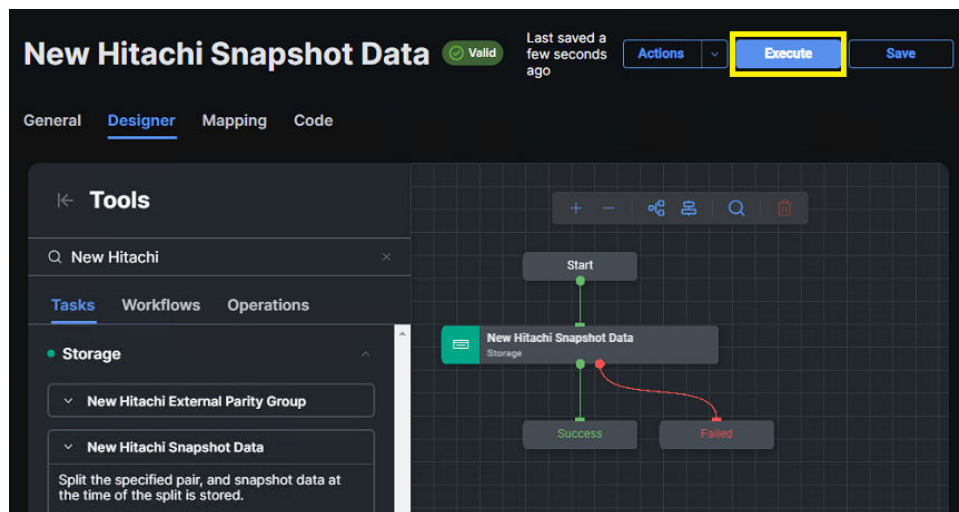 New Hitachi Snapshot Data
Valid
Last saved a
few seconds
ago
Actions
Execute
Save
General
Designer
Mapping
Code
Tools
New Hitachi
Tasks
Workflows
Operations
Storage
New Hitachi External Parity Group
New Hitachi Snapshot Data
Split the specified pair, and snapshot data at
the time of the split is stored.
Start
New Hitachi Snapshot Data
Storage
Success
Failed